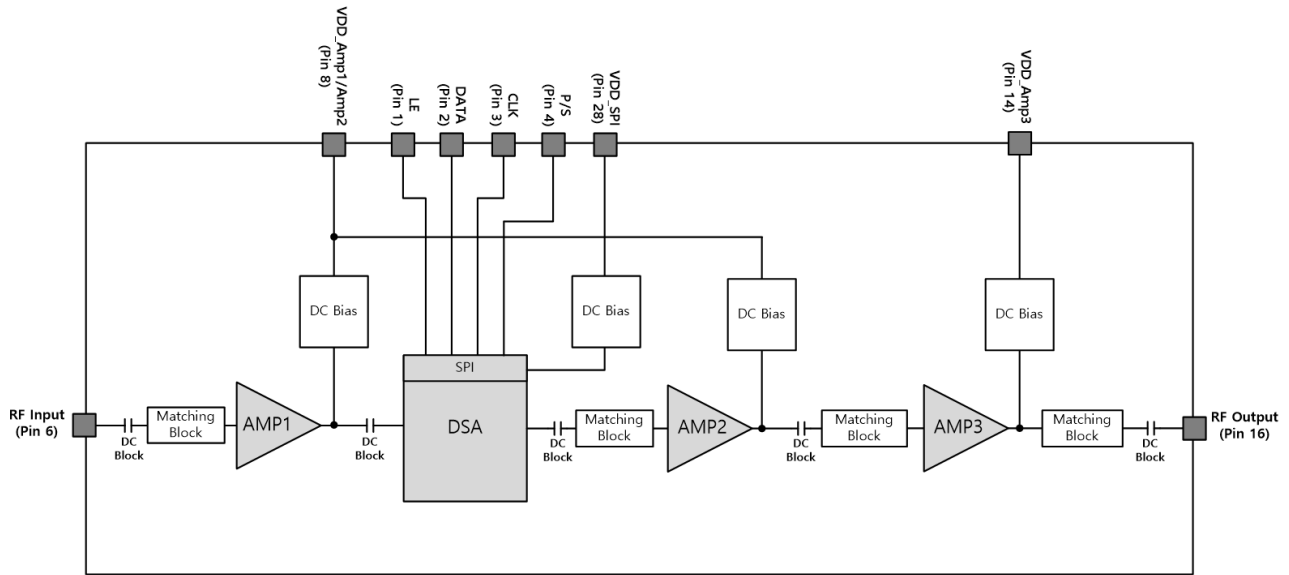 VDD_Amp1/Amp2
(Pin 8)
LE
(Pin 1)
DATA
(Pin 2)
CLK
(Pin 3)
P/S
(Pin 4)
VDD_SPI
(Pin 28)
VDD_Amp3
(Pin 14)
DC Bias
DC Bias
DC Bias
DC Bias
RF Input
(Pin 6)
DC
Block
Matching
Block
AMP1
DC
Block
SPI
DSA
DC
Block
Matching
Block
AMP2
DC
Block
Matching
Block
AMP3
Matching
Block
DC
Block
RF Output
(Pin 16)